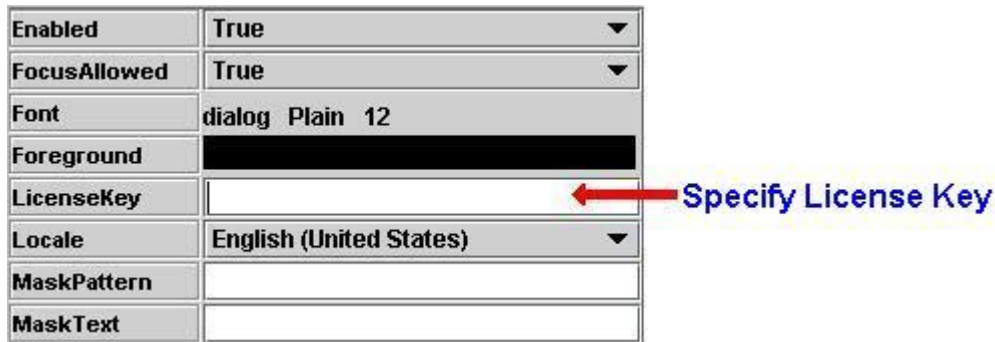 Enabled True
FocusAllowed True
Font dialog Plain 12
Foreground
LicenseKey Specify License Key
Locale English (United States)
MaskPattern
MaskText